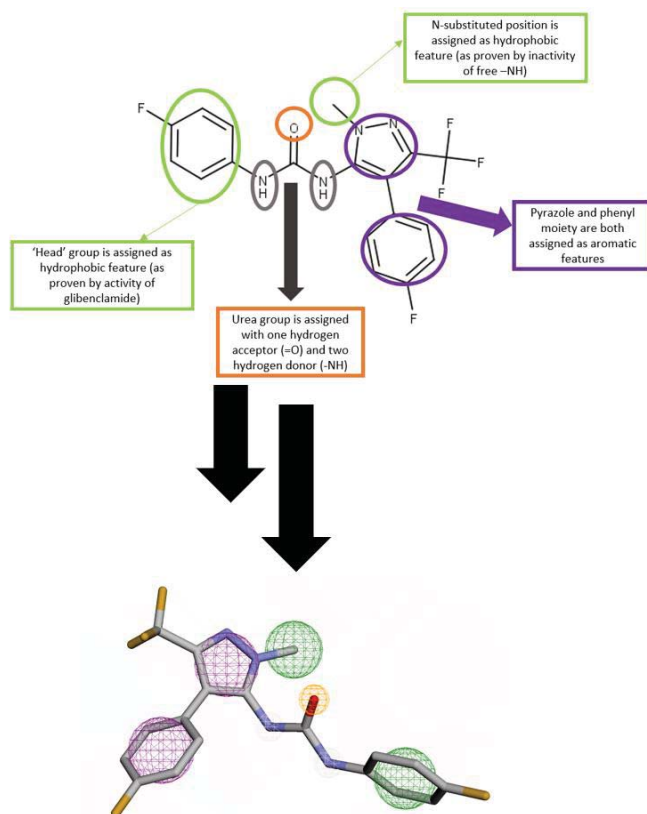 N-substituted position is
assigned as hydrophobic
feature (as
proven by inactivity
of free –NH)
F
O
N
N
F
F
F
N
H
N
H
F
Pyrazole and phenyl
moiety are both
assigned as aromatic
features
'Head' group is assigned as
hydrophobic feature (as
proven by activity of
glibenclamide)
Urea group is assigned
with one hydrogen
acceptor (=O) and two
hydrogen donor (-NH)